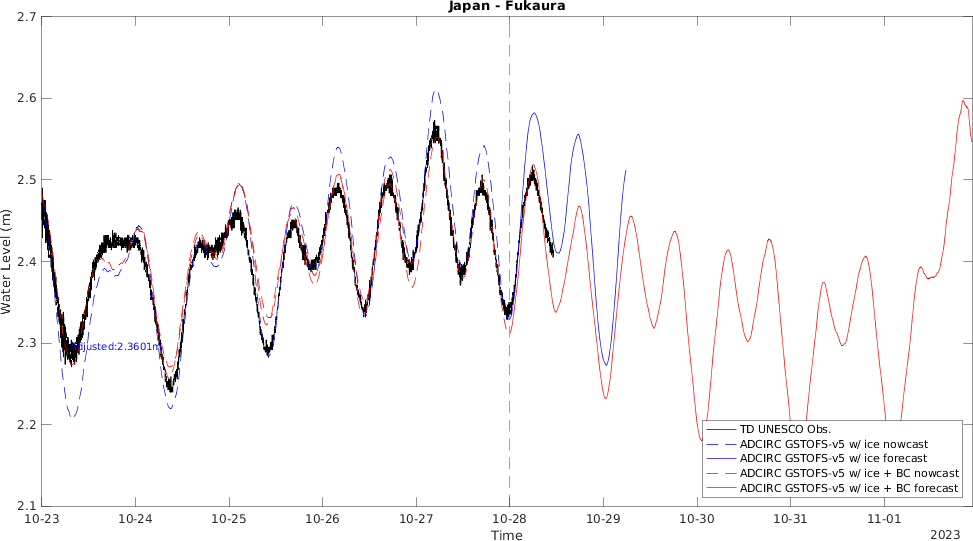 Japan - Fukaura
2.7
2.6
2.5
2.4
2.3
2.2
2.1
Water Level (m)
10-23
10-24
10-25
10-26
10-27
10-28
10-29
10-30
10-31
11-01
Time
2023
Adjusted:2.3601m
TD UNESCO Obs.
ADCIRC GSTOFS-v5 w/ ice nowcast
ADCIRC GSTOFS-v5 w/ ice forecast
ADCIRC GSTOFS-v5 w/ ice + BC nowcast
ADCIRC GSTOFS-v5 w/ ice + BC forecast